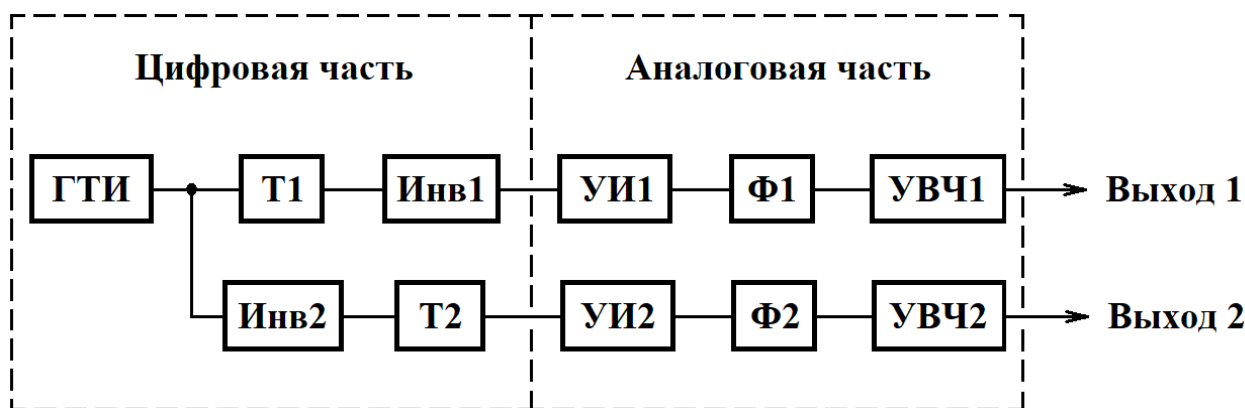 Цифровая часть
Аналоговая часть
ГТИ
Т1
Инв1
УИ1
Ф1
УВЧ1
Выход 1
Инв2
Т2
УИ2
Ф2
УВЧ2
Выход 2